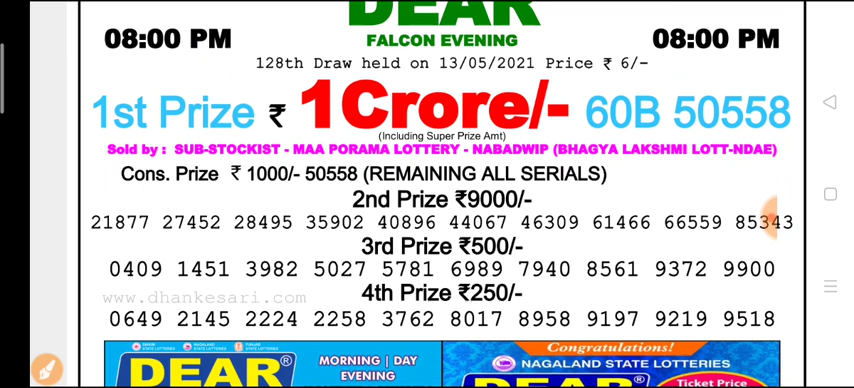 DEAR
08:00 PM FALCON EVENING 08:00 PM
128th Draw held on 13/05/2021 Price ₹ 6/-
1st Prize ₹ 1Crore/- 60B 50558
(Including Super Prize Amt)
Sold by : SUB-STOCKIST - MAA PORAMA LOTTERY - NABADWIP (BHAGYA LAKSHMI LOTT-NDAE)
Cons. Prize ₹ 1000/- 50558 (REMAINING ALL SERIALS)
2nd Prize ₹9000/-
21877 27452 28495 35902 40896 44067 46309 61466 66559 85343
3rd Prize ₹500/-
0409 1451 3982 5027 5781 6989 7940 8561 9372 9900
www.dhankesari.com
4th Prize ₹250/-
0649 2145 2224 2258 3762 8017 8958 9197 9219 9518
NAGALAND STATE LOTTERIES
DEAR®
MORNING | DAY
EVENING
Congratulations!
NAGALAND STATE LOTTERIES
DEAR®
Ticket Price